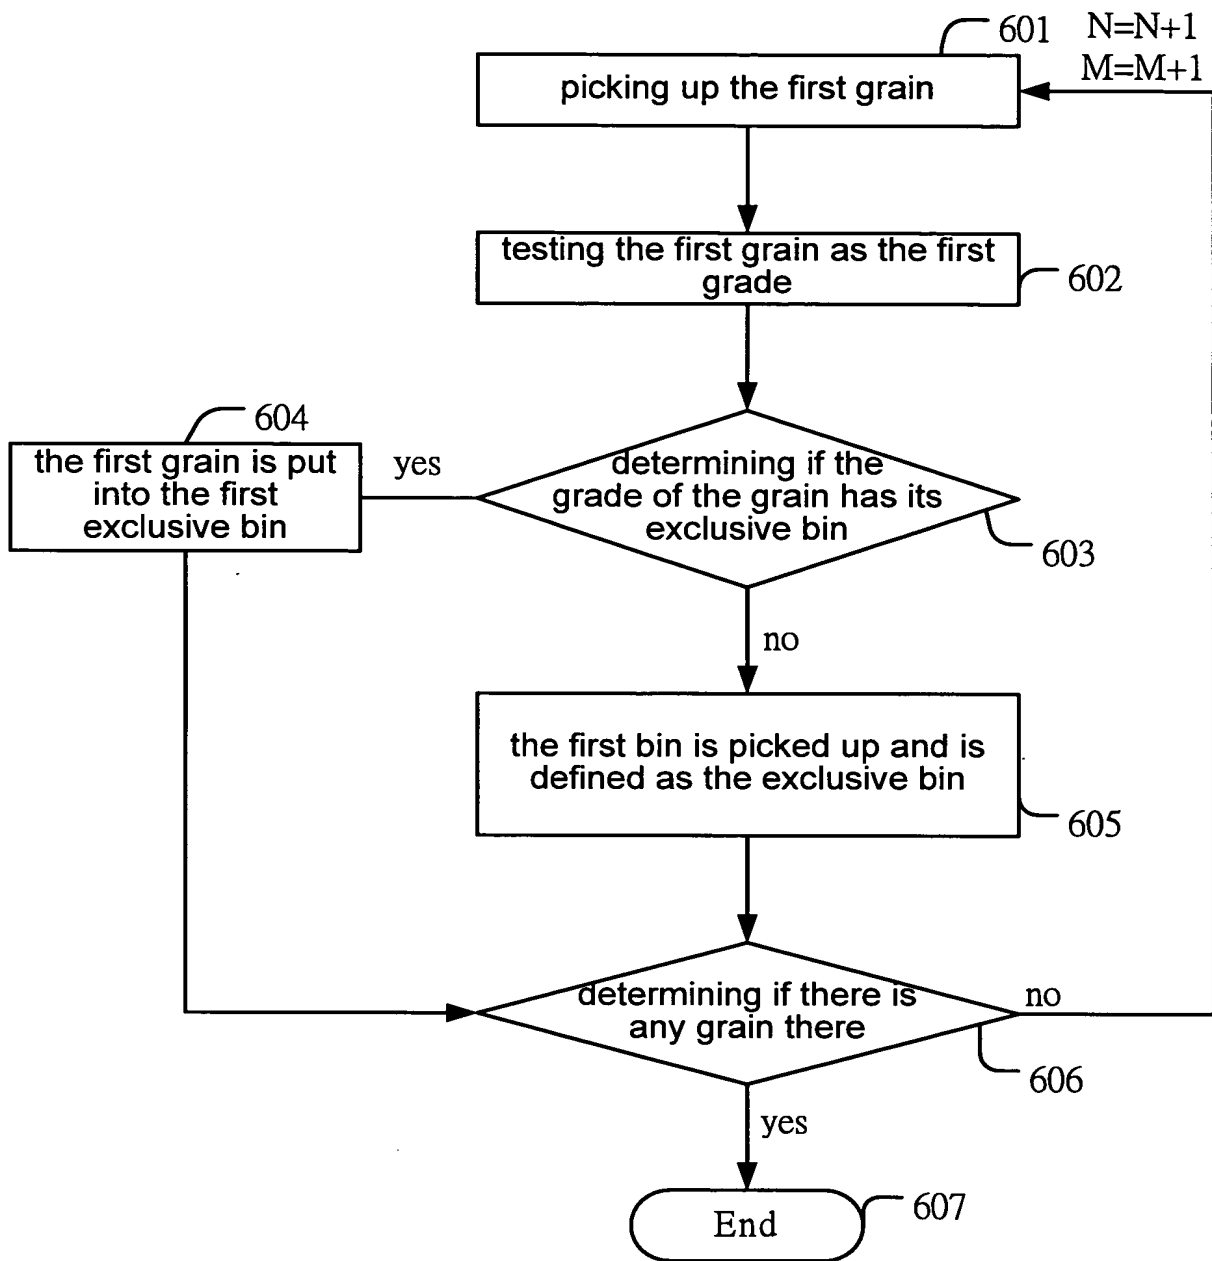 601
N=N+1
M=M+1
picking up the first grain
testing the first grain as the first
grade
602
604
the first grain is put
into the first
exclusive bin
yes
determining if the
grade of the grain has its
exclusive bin
603
no
the first bin is picked up and is
defined as the exclusive bin
605
determining if there is
any grain there
no
606
yes
End
607